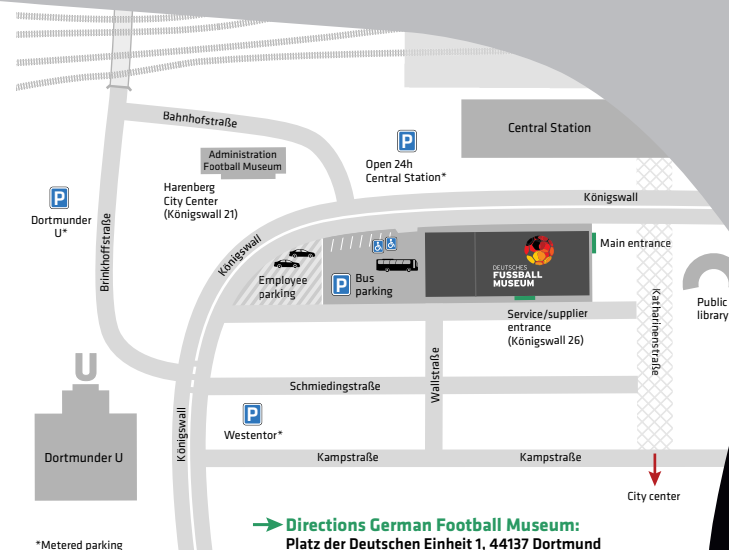 Bahnhofstraße
Central Station
P
Open 24h
Central Station*
Administration
Football Museum
Harenberg
City Center
(Königswall 21)
P
Dortmunder
U*
Brinkhoffstraße
Königswall
Königswall
Employee
parking
P
Bus
parking
DEUTSCHES
FUSSBALL
MUSEUM
Main entrance
Service/supplier
entrance
(Königswall 26)
Katharinenstraße
Public
library
Wallstraße
Schmiedingstraße
U
Dortmunder U
Königswall
P
Westentor*
Kampstraße
Kampstraße
City center
Directions German Football Museum:
Platz der Deutschen Einheit 1, 44137 Dortmund
*Metered parking